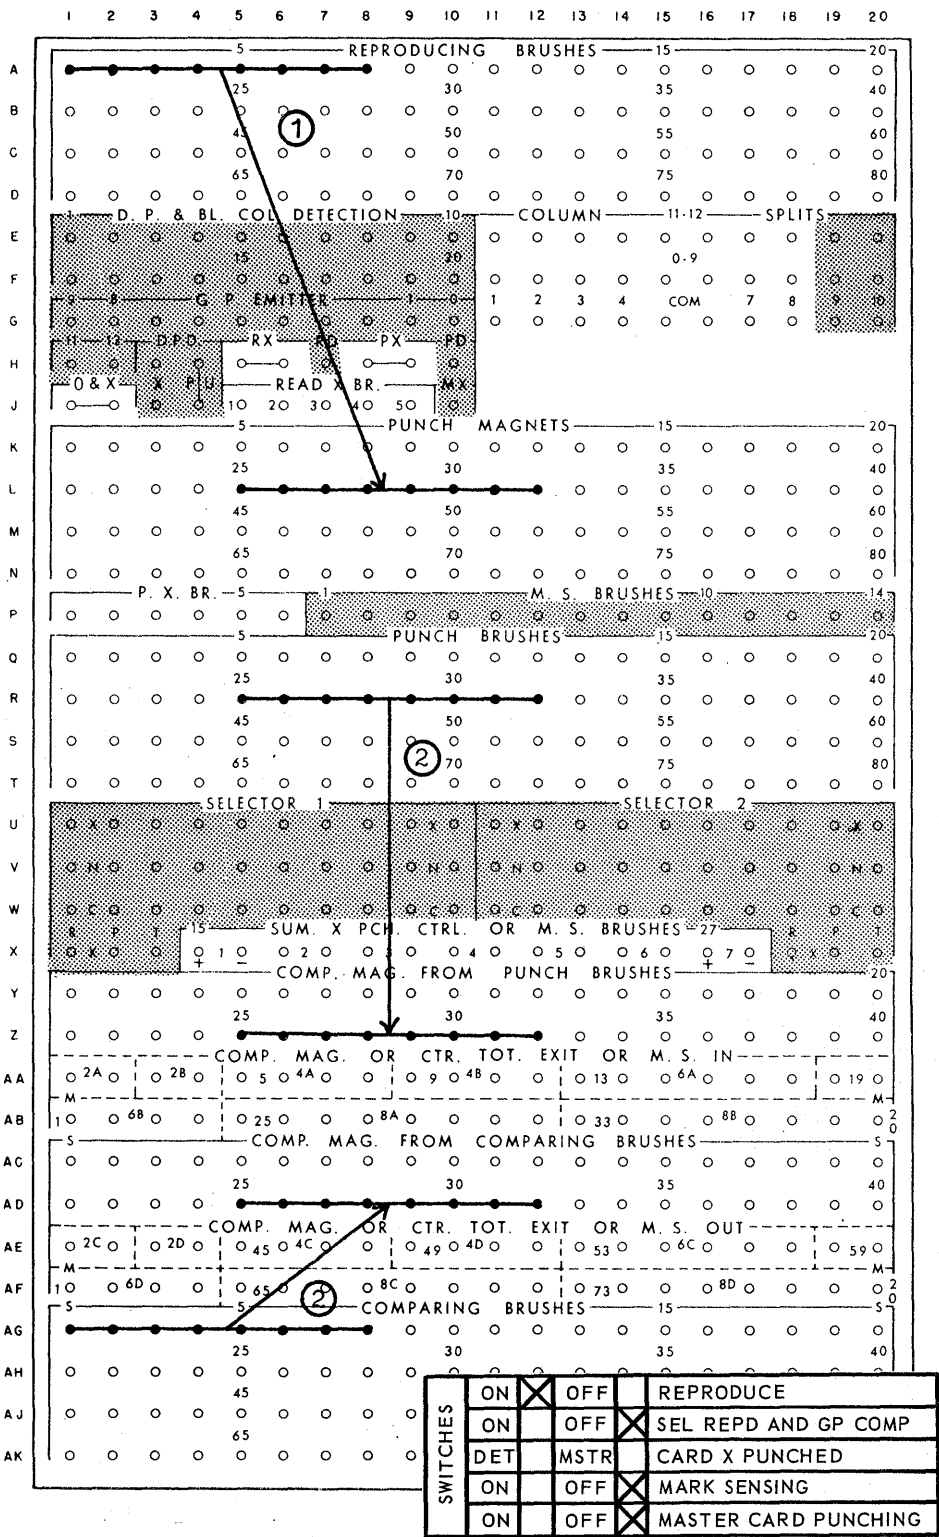 1 2 3 4 5 6 7 8 9 10 11 12 13 14 15 16 17 18 19 20
5 REPRODUCING BRUSHES 15 20
A
25 30 35 40
B
1
45 50 55 60
C
65 70 75 80
D
1 D. P. & BL. COL DETECTION 10 COLUMN 11-12 SPLITS
E
15 20 0-9
F
9 8 G P EMITTER 1 0 1 2 3 4 COM 7 8 9 10
G
11 12 DPD RX RD PX PD
H
O & X X PU READ X BR. MX
J 1 2 3 4 5
5 PUNCH MAGNETS 15 20
K
25 30 35 40
L
45 50 55 60
M
65 70 75 80
N
P. X. BR. 5 1 M. S. BRUSHES 10 14
P
5 PUNCH BRUSHES 15 20
Q
25 30 35 40
R
45 50 55 60
S
2
65 70 75 80
T
SELECTOR 1 SELECTOR 2
U X X X X
V N N N N
W C C C C
R P T 15 SUM. X PCH. CTRL. OR M. S. BRUSHES 27 R P T
X X 1 2 3 4 5 6 7 X
+ - + -
COMP. MAG. FROM PUNCH BRUSHES 20
Y
25 30 35 40
Z
COMP. MAG. OR CTR. TOT. EXIT OR M. S. IN
AA 2A 2B 5 4A 9 4B 13 6A 19
M M
AB 1 6B 25 8A 33 8B 20
S 5 COMP. MAG. FROM COMPARING BRUSHES S
AC
25 30 35 40
AD
COMP. MAG. OR CTR. TOT. EXIT OR M. S. OUT
AE 2C 2D 45 4C 49 4D 53 6C 59
M M
AF 1 6D 65 8C 73 8D 20
2
S 5 COMPARING BRUSHES 15 S
AG
25 30 35 40
AH
45
AJ
65
AK
SWITCHES
ON X OFF REPRODUCE
ON OFF X SEL REPD AND GP COMP
DET MSTR CARD X PUNCHED
ON OFF X MARK SENSING
ON OFF X MASTER CARD PUNCHING